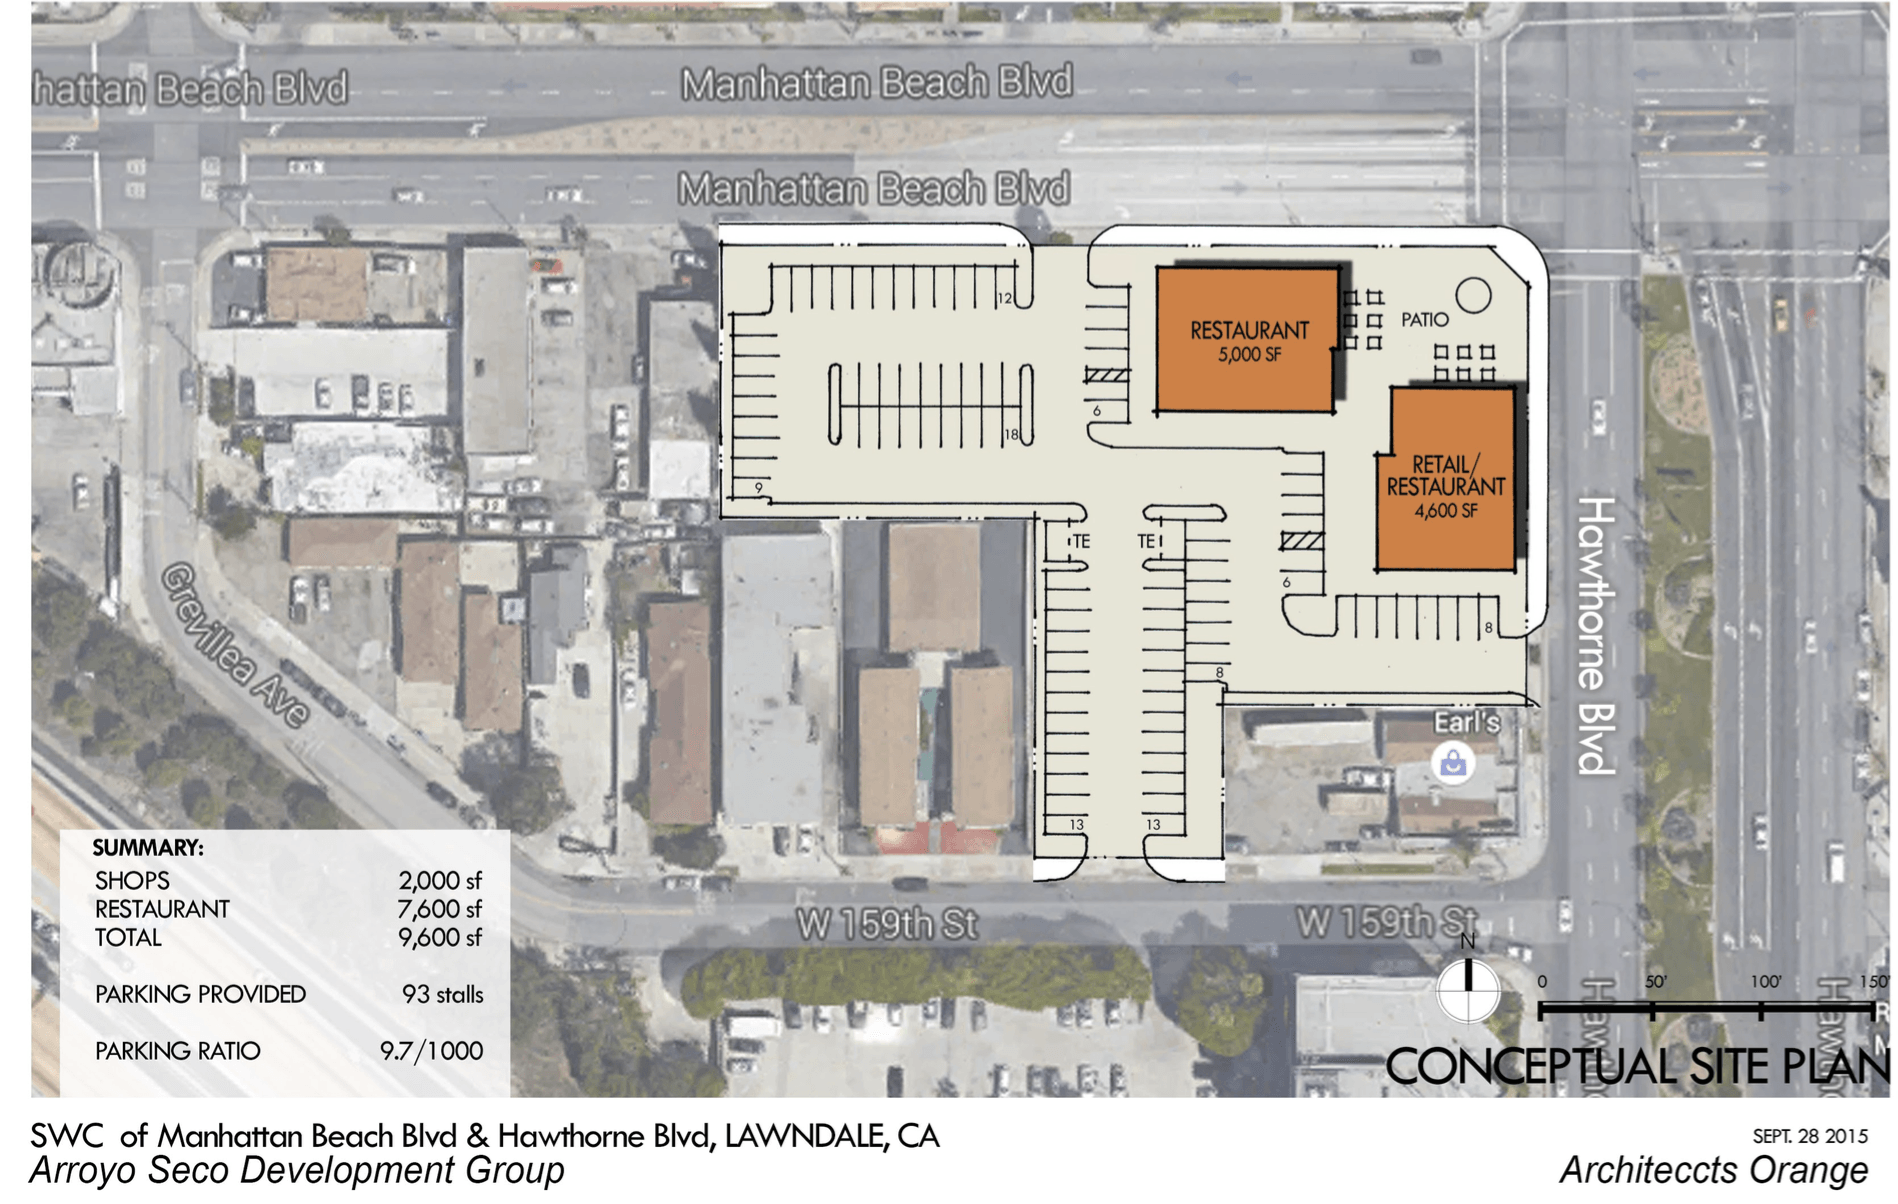 hattan Beach Blvd
Manhattan Beach Blvd
Manhattan Beach Blvd
12
RESTAURANT
5,000 SF
PATIO
6
18
9
RETAIL/
RESTAURANT
4,600 SF
TE
TE
6
8
8
Hawthorne Blvd
Grevillea Ave
Earl's
13
13
SUMMARY:
SHOPS 2,000 sf
RESTAURANT 7,600 sf
TOTAL 9,600 sf
PARKING PROVIDED 93 stalls
PARKING RATIO 9.7/1000
W 159th St
W 159th St
N
0 50' 100' 150'
CONCEPTUAL SITE PLAN
SWC of Manhattan Beach Blvd & Hawthorne Blvd, LAWNDALE, CA
SEPT. 28 2015
Arroyo Seco Development Group
Architeccts Orange